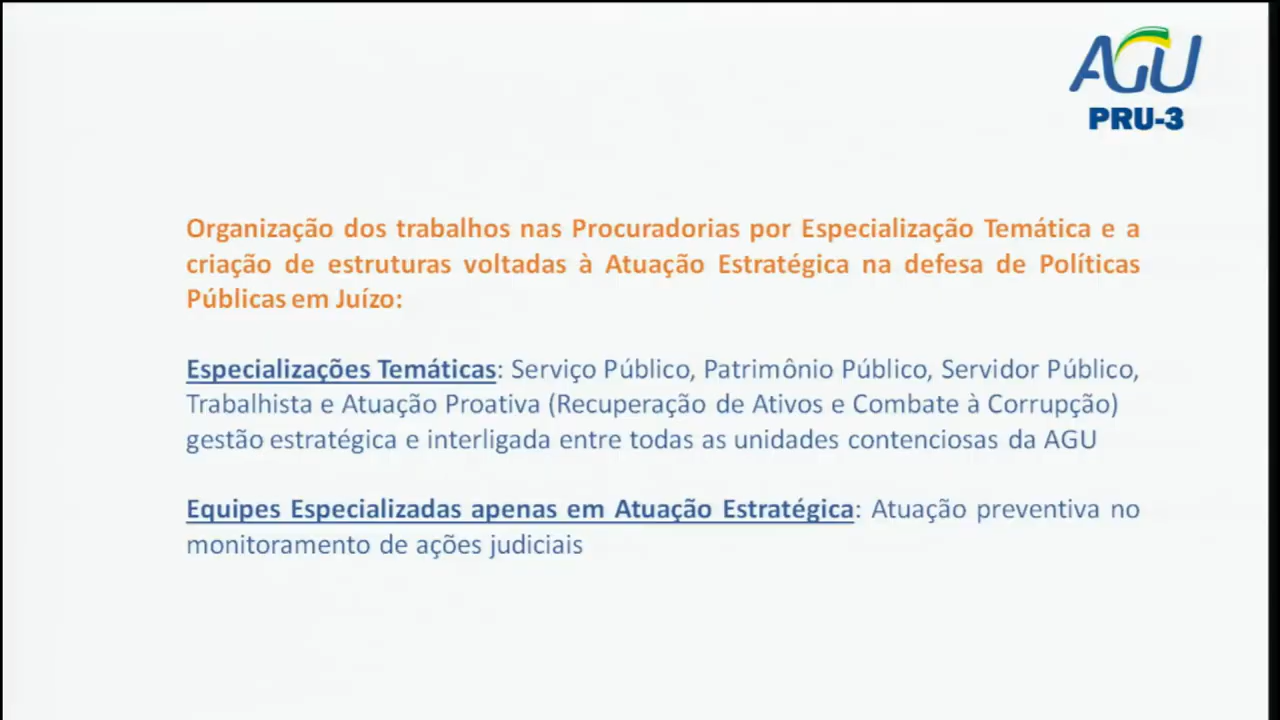 AGU
PRU-3
Organização dos trabalhos nas Procuradorias por Especialização Temática e a
criação de estruturas voltadas à Atuação Estratégica na defesa de Políticas
Públicas em Juízo:
Especializações Temáticas: Serviço Público, Patrimônio Público, Servidor Público,
Trabalhista e Atuação Proativa (Recuperação de Ativos e Combate à Corrupção)
gestão estratégica e interligada entre todas as unidades contenciosas da AGU
Equipes Especializadas apenas em Atuação Estratégica: Atuação preventiva no
monitoramento de ações judiciais